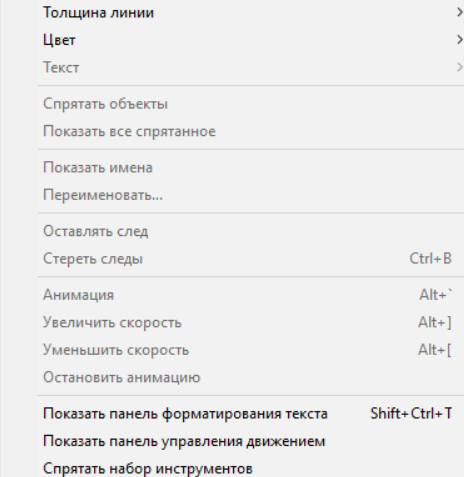 Толщина линии
Цвет
Текст
Спрятать объекты
Показать все спрятанное
Показать имена
Переименовать...
Оставлять след
Стереть следы Ctrl+B
Анимация Alt+`
Увеличить скорость Alt+]
Уменьшить скорость Alt+[
Остановить анимацию
Показать панель форматирования текста Shift+Ctrl+T
Показать панель управления движением
Спрятать набор инструментов